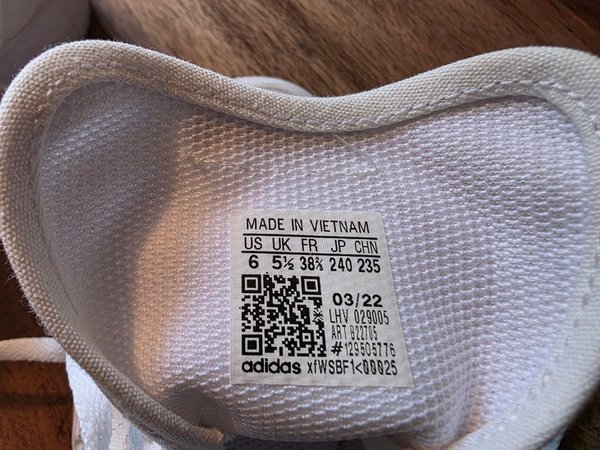 MADE IN VIETNAM
US UK FR JP CHN
6 5½ 38⅔ 240 235
03/22
LHV 029005
ART B22705
#129505776
adidas xfWSBF1<00025